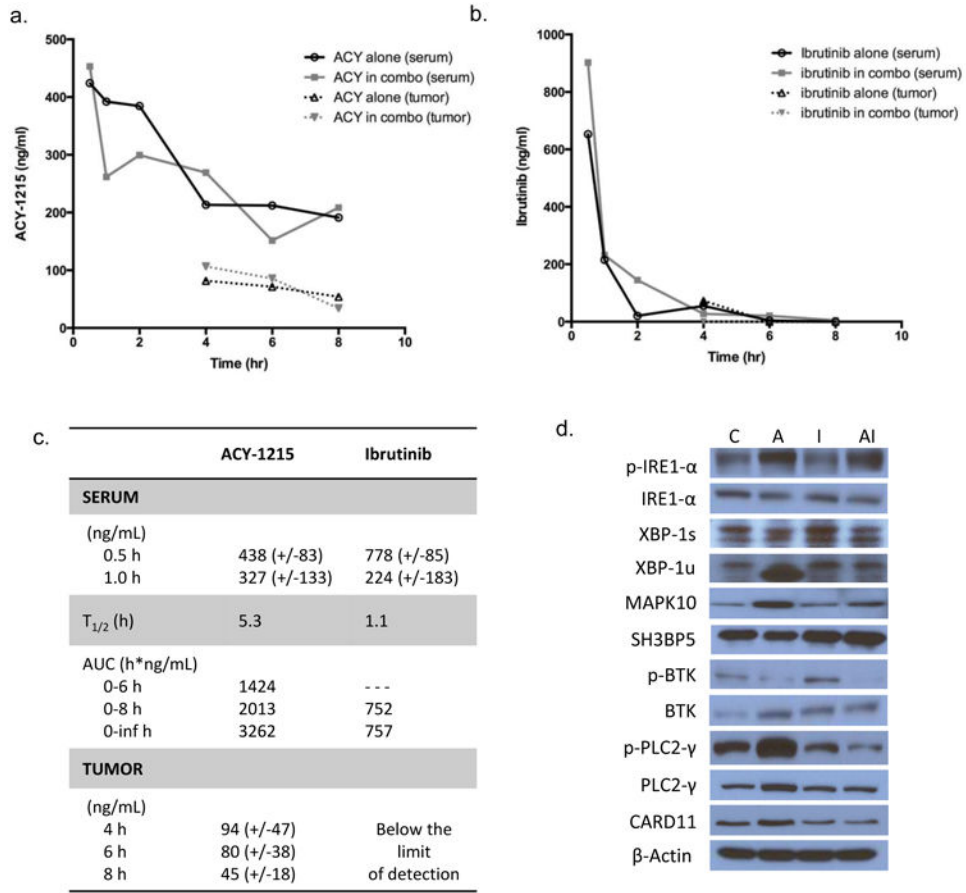 a.
500
400
300
200
100
0
ACY-1215 (ng/ml)
0 2 4 6 8 10
Time (hr)
ACY alone (serum)
ACY in combo (serum)
ACY alone (tumor)
ACY in combo (tumor)
b.
1000
800
600
400
200
0
Ibrutinib (ng/ml)
0 2 4 6 8 10
Time (hr)
Ibrutinib alone (serum)
ibrutinib in combo (serum)
ibrutinib alone (tumor)
ibrutinib in combo (tumor)
c.
ACY-1215 Ibrutinib
SERUM
(ng/mL)
0.5 h 438 (+/-83) 778 (+/-85)
1.0 h 327 (+/-133) 224 (+/-183)
T1/2 (h) 5.3 1.1
AUC (h*ng/mL)
0-6 h 1424 - - -
0-8 h 2013 752
0-inf h 3262 757
TUMOR
(ng/mL)
4 h 94 (+/-47) Below the
6 h 80 (+/-38) limit
8 h 45 (+/-18) of detection
d.
C A I AI
p-IRE1-α
IRE1-α
XBP-1s
XBP-1u
MAPK10
SH3BP5
p-BTK
BTK
p-PLC2-γ
PLC2-γ
CARD11
β-Actin